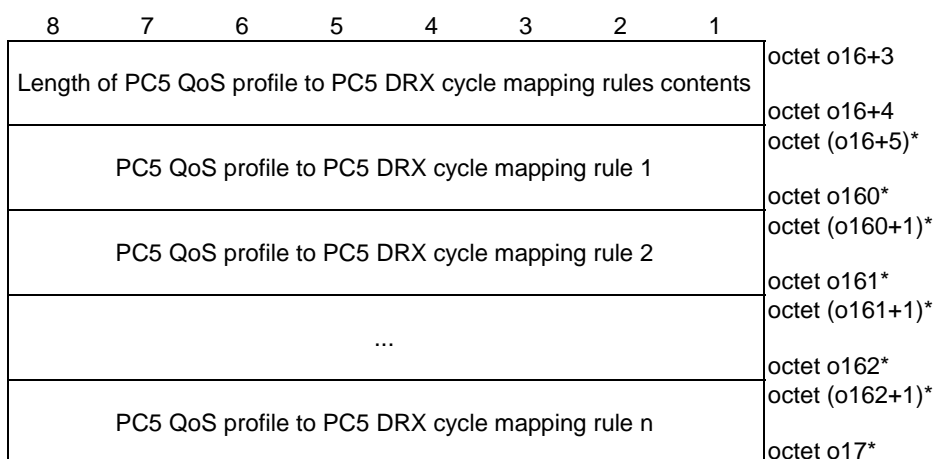 8 7 6 5 4 3 2 1
octet o16+3
Length of PC5 QoS profile to PC5 DRX cycle mapping rules contents
octet o16+4
octet (o16+5)*
PC5 QoS profile to PC5 DRX cycle mapping rule 1
octet o160*
octet (o160+1)*
PC5 QoS profile to PC5 DRX cycle mapping rule 2
octet o161*
octet (o161+1)*
...
octet o162*
octet (o162+1)*
PC5 QoS profile to PC5 DRX cycle mapping rule n
octet o17*